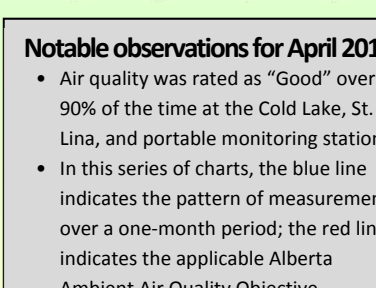 Notable observations for April 201
• Air quality was rated as “Good” over
90% of the time at the Cold Lake, St.
Lina, and portable monitoring station
• In this series of charts, the blue line
indicates the pattern of measuremen
over a one-month period; the red lin
indicates the applicable Alberta
Ambient Air Quality Objective